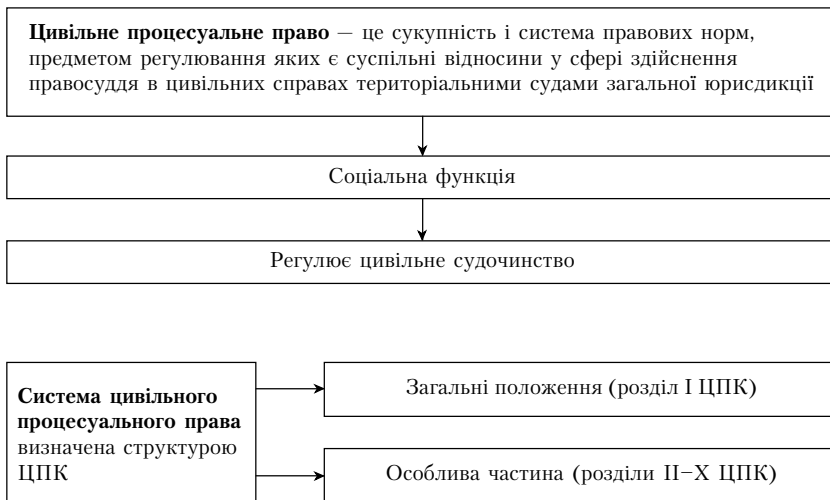 Цивільне процесуальне право — це сукупність і система правових норм,
предметом регулювання яких є суспільні відносини у сфері здійснення
правосуддя в цивільних справах територіальними судами загальної юрисдикції
Соціальна функція
Регулює цивільне судочинство
Система цивільного
процесуального права
визначена структурою
ЦПК
Загальні положення (розділ I ЦПК)
Особлива частина (розділи II–X ЦПК)